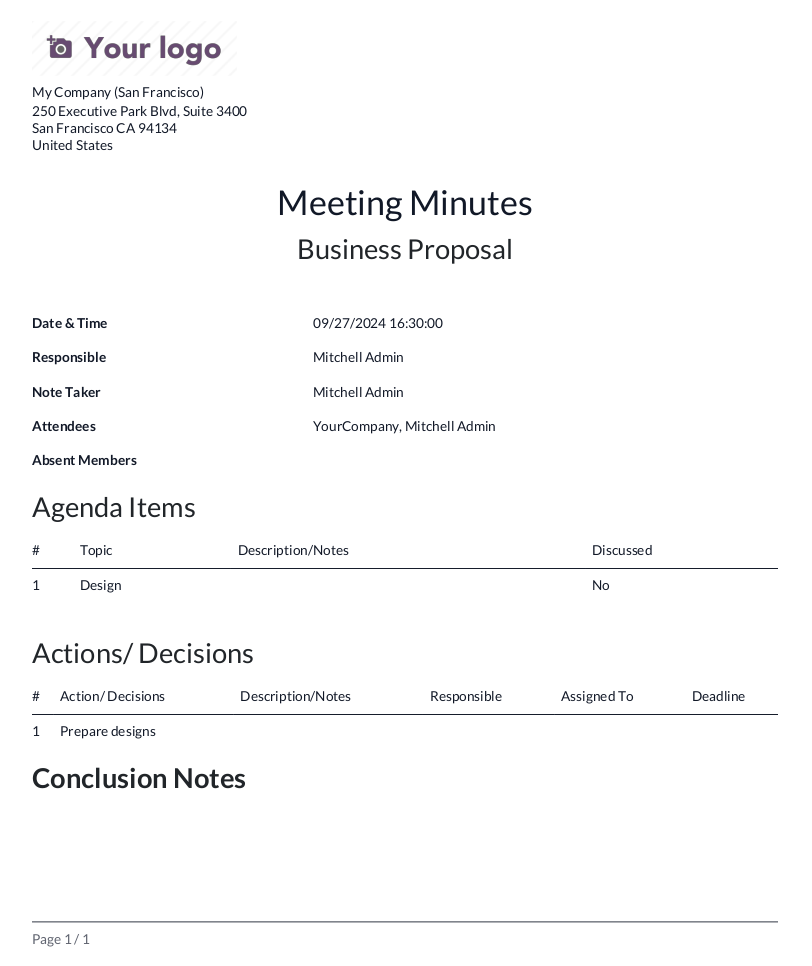 Your logo
My Company (San Francisco)
250 Executive Park Blvd, Suite 3400
San Francisco CA 94134
United States
Meeting Minutes
Business Proposal
Date & Time 09/27/2024 16:30:00
Responsible Mitchell Admin
Note Taker Mitchell Admin
Attendees YourCompany, Mitchell Admin
Absent Members
Agenda Items
# Topic Description/Notes Discussed
1 Design No
Actions/ Decisions
# Action/ Decisions Description/Notes Responsible Assigned To Deadline
1 Prepare designs
Conclusion Notes
Page 1 / 1